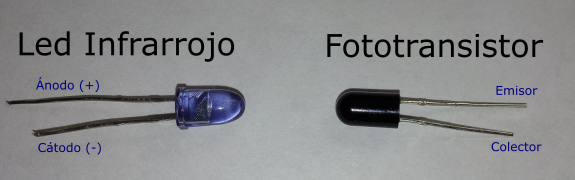 Led Infrarrojo
Ánodo (+)
Cátodo (-)
Fototransistor
Emisor
Colector